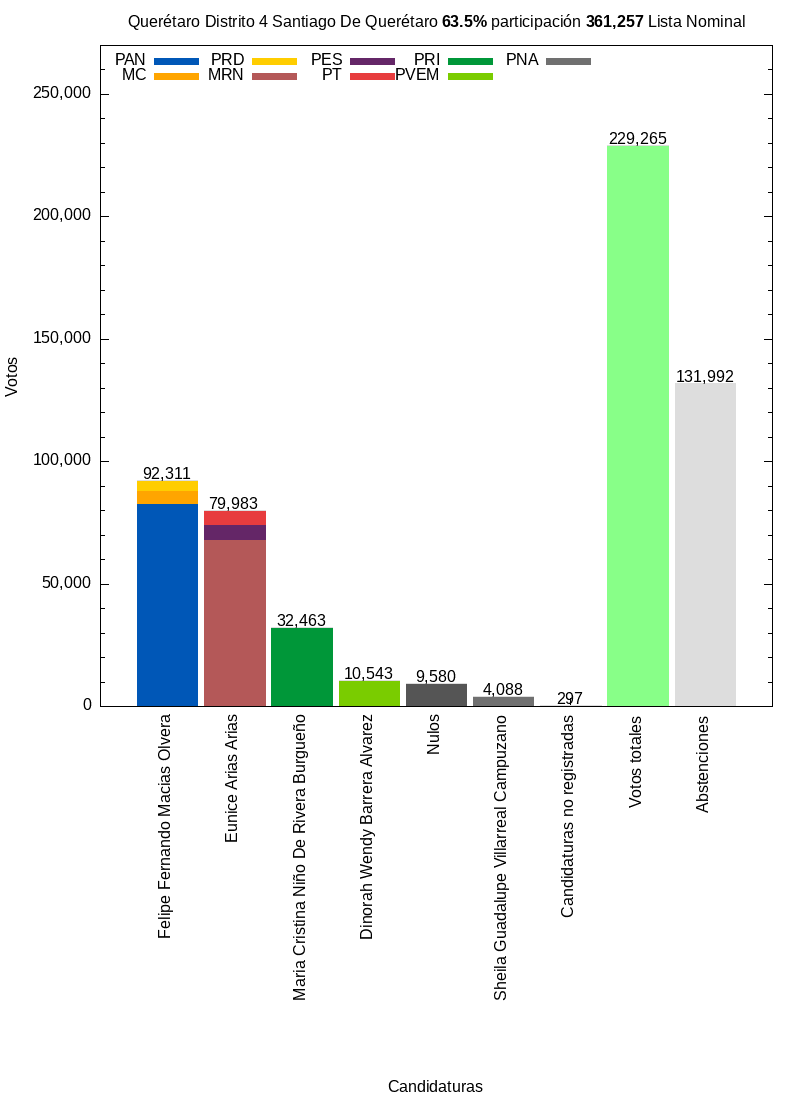 Querétaro Distrito 4 Santiago De Querétaro 63.5% participación 361,257 Lista Nominal
PAN PRD PES PRI PNA
MC MRN PT PVEM
250,000
200,000
150,000
100,000
50,000
0
Votos
92,311
79,983
32,463
10,543
9,580
4,088
297
229,265
131,992
Felipe Fernando Macias Olvera
Eunice Arias Arias
Maria Cristina Niño De Rivera Burgueño
Dinorah Wendy Barrera Alvarez
Nulos
Sheila Guadalupe Villarreal Campuzano
Candidaturas no registradas
Votos totales
Abstenciones
Candidaturas